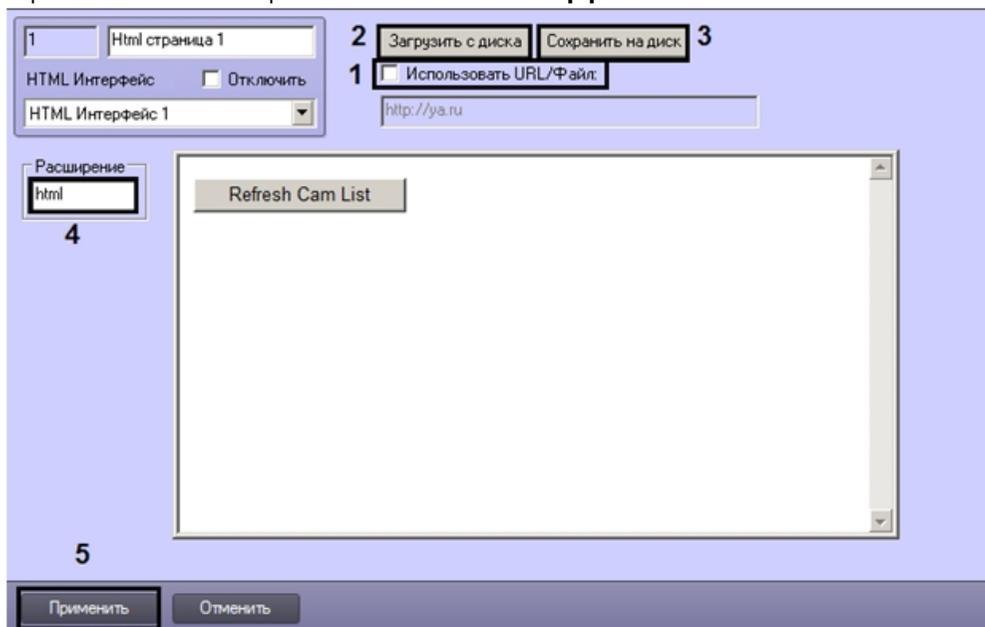 1 Html страница 1
HTML Интерфейс Отключить
HTML Интерфейс 1
2 Загрузить с диска Сохранить на диск 3
1 Использовать URL/Файл:
http://ya.ru
Расширение
html
4
Refresh Cam List
5
Применить Отменить